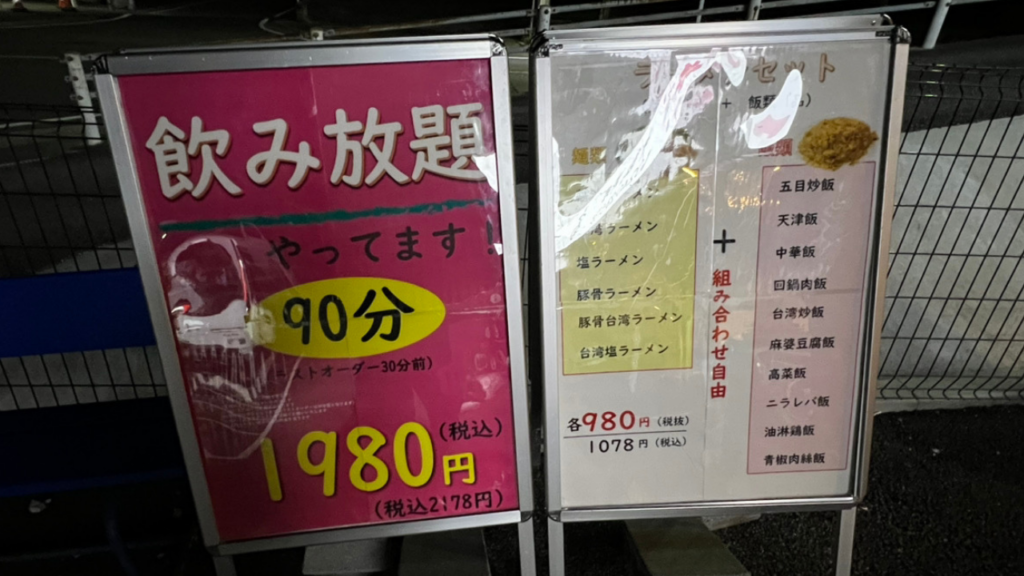 飲み放題
やってます！
90分
ストオーダー30分前)
1980円(税込)
(税込2178円)
セット
+ 飯類
麺類
ラーメン
塩ラーメン
豚骨ラーメン
豚骨台湾ラーメン
台湾塩ラーメン
各980円(税抜)
1078円(税込)
+
組み合わせ自由
五目炒飯
天津飯
中華飯
回鍋肉飯
台湾炒飯
麻婆豆腐飯
高菜飯
ニラレバ飯
油淋鶏飯
青椒肉絲飯